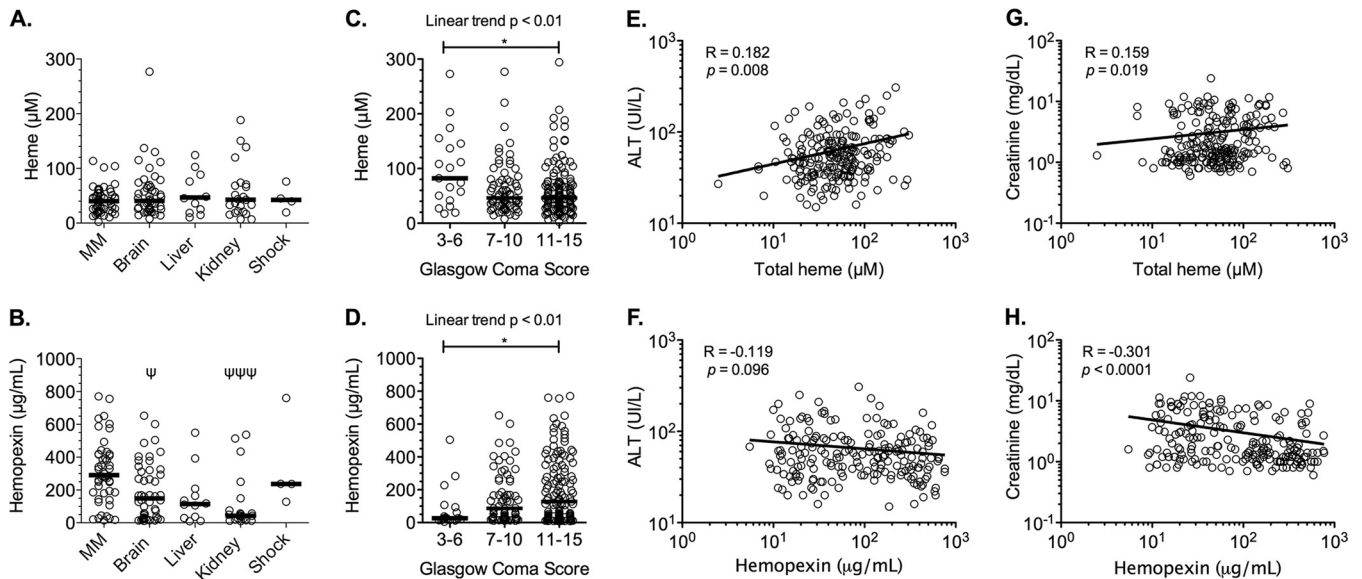 A.
Heme (µM)
300
200
100
0
MM
Brain
Liver
Kidney
Shock
B.
Hemopexin (µg/mL)
1000
800
600
400
200
0
ψ
ψψψ
MM
Brain
Liver
Kidney
Shock
C.
Linear trend p < 0.01
*
Heme (µM)
300
200
100
0
3-6 7-10 11-15
Glasgow Coma Score
D.
Linear trend p < 0.01
*
Hemopexin (µg/mL)
1000
800
600
400
200
0
3-6 7-10 11-15
Glasgow Coma Score
E.
R = 0.182
p = 0.008
ALT (UI/L)
10³
10²
10¹
10⁰ 10¹ 10² 10³
Total heme (µM)
F.
R = -0.119
p = 0.096
ALT (UI/L)
10³
10²
10¹
10⁰ 10¹ 10² 10³
Hemopexin (µg/mL)
G.
R = 0.159
p = 0.019
Creatinine (mg/dL)
10²
10¹
10⁰
10⁻¹
10⁰ 10¹ 10² 10³
Total heme (µM)
H.
R = -0.301
p < 0.0001
Creatinine (mg/dL)
10²
10¹
10⁰
10⁻¹
10⁰ 10¹ 10² 10³
Hemopexin (µg/mL)